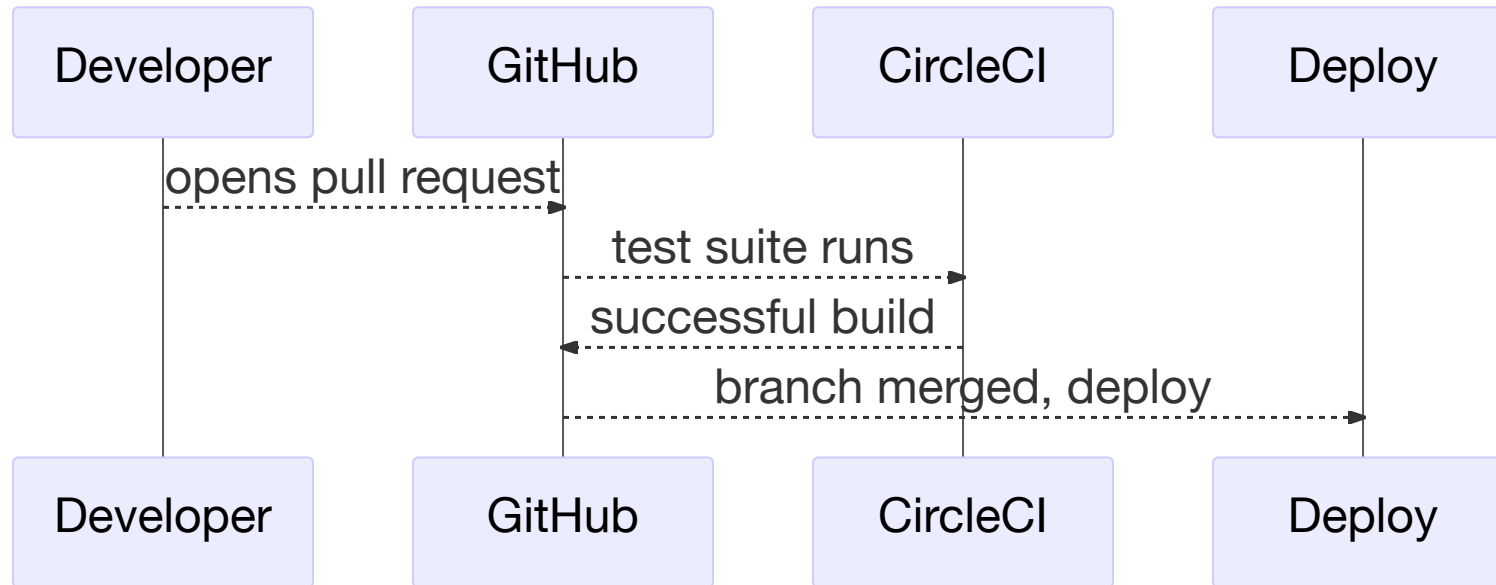 Developer GitHub CircleCI Deploy
opens pull request
test suite runs
successful build
branch merged, deploy
Developer GitHub CircleCI Deploy